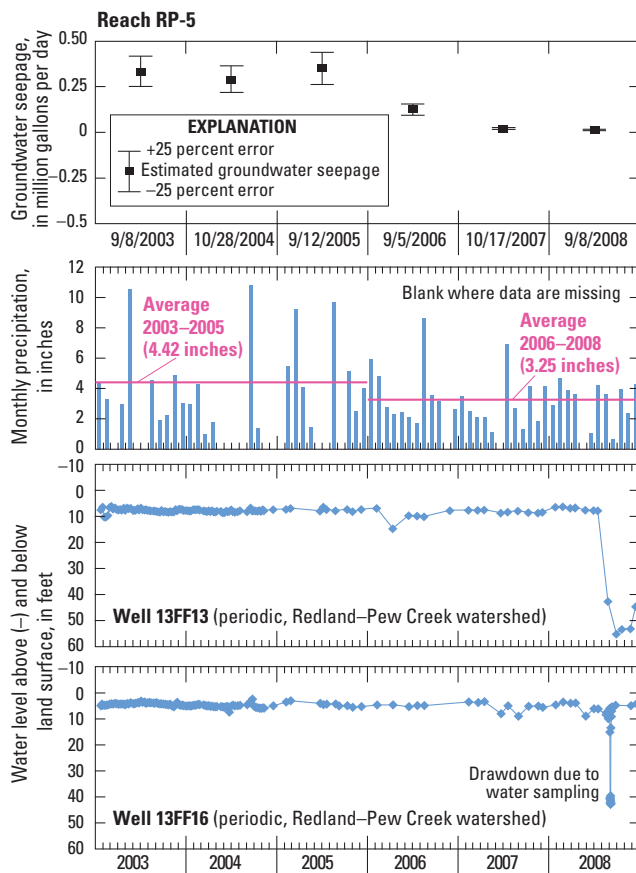 Reach RP-5
Groundwater seepage,
in million gallons per day
0.50
0.25
0
−0.25
−0.5
EXPLANATION
+25 percent error
Estimated groundwater seepage
−25 percent error
9/8/2003
10/28/2004
9/12/2005
9/5/2006
10/17/2007
9/8/2008
Monthly precipitation,
in inches
12
10
8
6
4
2
0
Average
2003–2005
(4.42 inches)
Blank where data are missing
Average
2006–2008
(3.25 inches)
Water level above (–) and below
land surface, in feet
−10
0
10
20
30
40
50
60
Well 13FF13 (periodic, Redland–Pew Creek watershed)
−10
0
10
20
30
40
50
60
Drawdown due to
water sampling
Well 13FF16 (periodic, Redland–Pew Creek watershed)
2003
2004
2005
2006
2007
2008